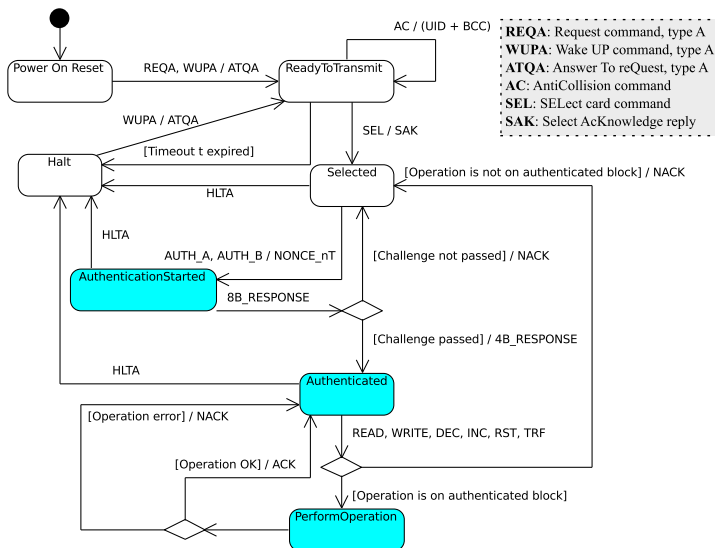 AC / (UID + BCC)
REQA: Request command, type A
WUPA: Wake UP command, type A
ATQA: Answer To reQuest, type A
AC: AntiCollision command
SEL: SELect card command
SAK: Select AcKnowledge reply
Power On Reset
REQA, WUPA / ATQA
ReadyToTransmit
WUPA / ATQA
SEL / SAK
[Timeout t expired]
Halt
Selected
[Operation is not on authenticated block] / NACK
HLTA
HLTA
AUTH_A, AUTH_B / NONCE_nT
[Challenge not passed] / NACK
AuthenticationStarted
8B_RESPONSE
[Challenge passed] / 4B_RESPONSE
HLTA
Authenticated
[Operation error] / NACK
READ, WRITE, DEC, INC, RST, TRF
[Operation OK] / ACK
[Operation is on authenticated block]
PerformOperation